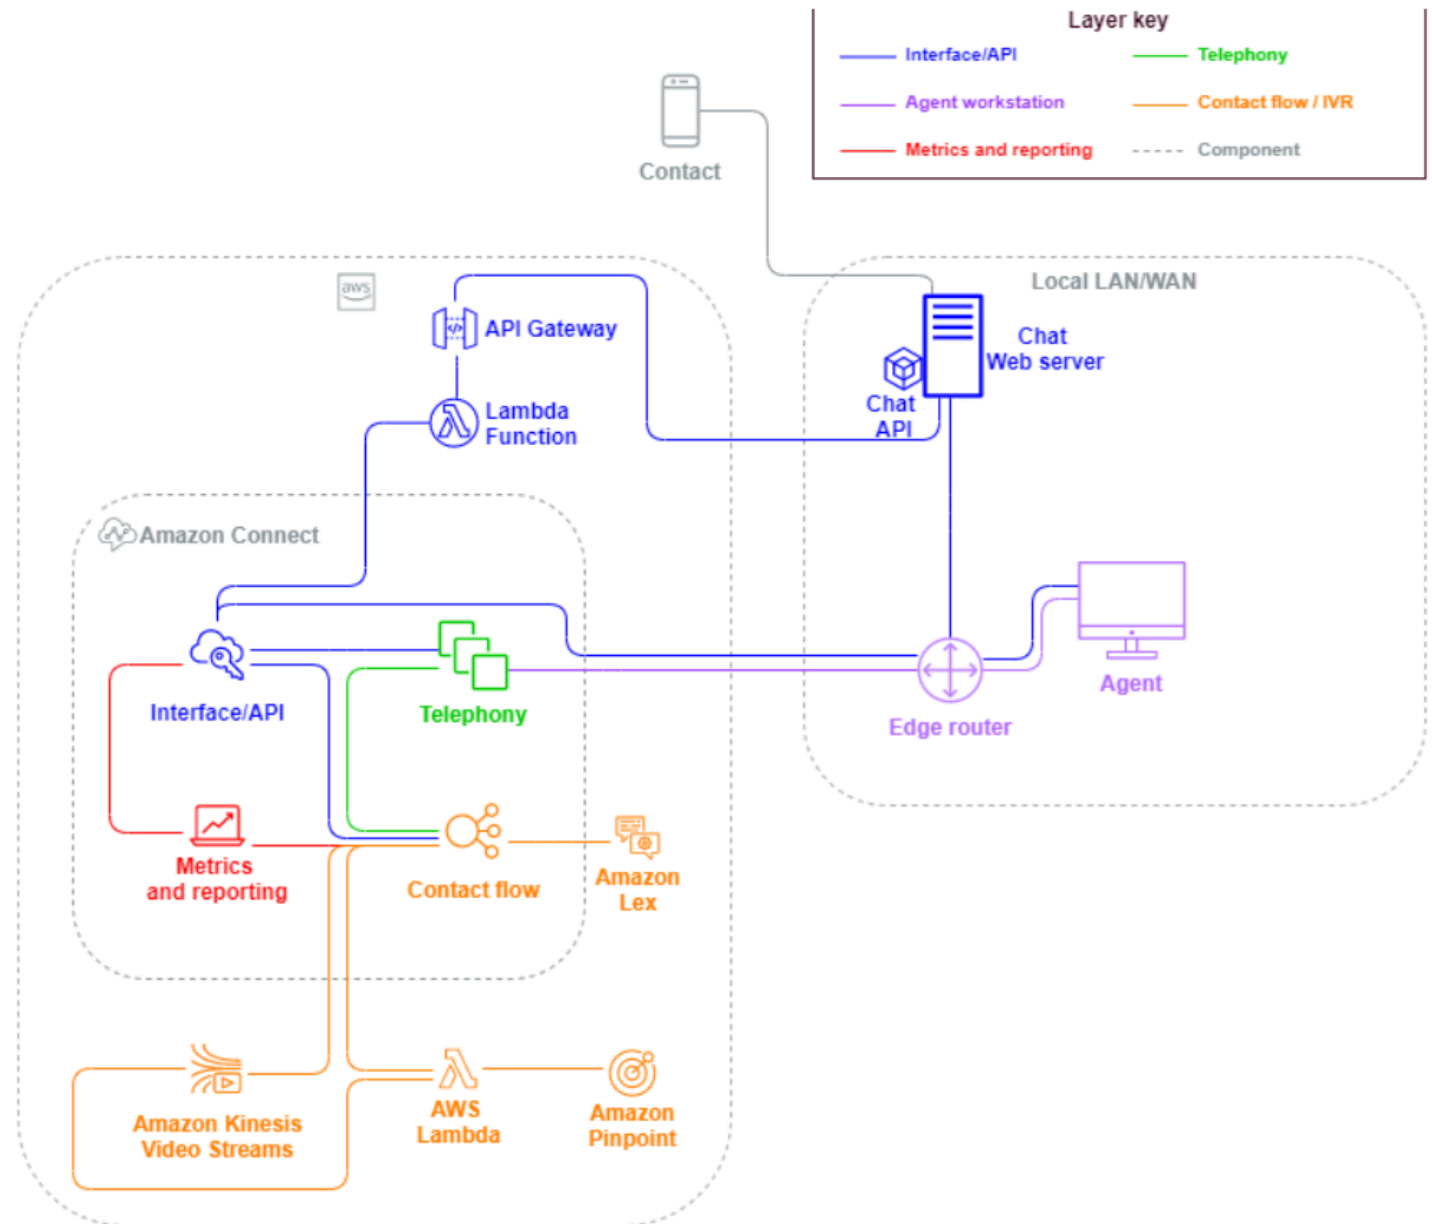 Layer key
Interface/API
Telephony
Agent workstation
Contact flow / IVR
Metrics and reporting
Component
Contact
aws
API Gateway
Lambda
Function
Local LAN/WAN
Chat
Web server
Chat
API
Amazon Connect
Interface/API
Telephony
Agent
Edge router
Metrics
and reporting
Contact flow
Amazon
Lex
Amazon Kinesis
Video Streams
AWS
Lambda
Amazon
Pinpoint